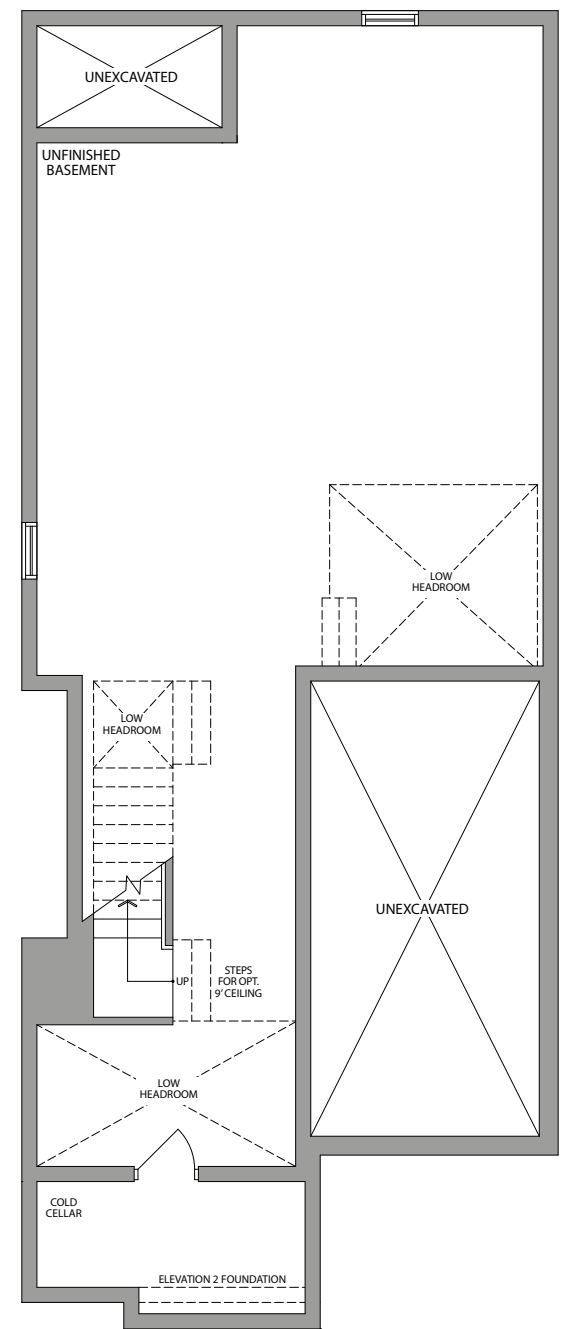 UNEXCAVATED
UNFINISHED
BASEMENT
LOW
HEADROOM
LOW
HEADROOM
UNEXCAVATED
UP
STEPS
FOR OPT.
9' CEILING
LOW
HEADROOM
COLD
CELLAR
ELEVATION 2 FOUNDATION